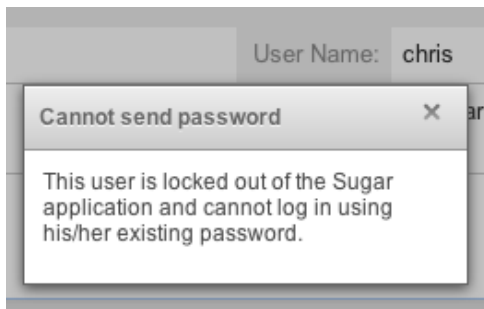 User Name: chris
Cannot send password ×
ar
This user is locked out of the Sugar
application and cannot log in using
his/her existing password.